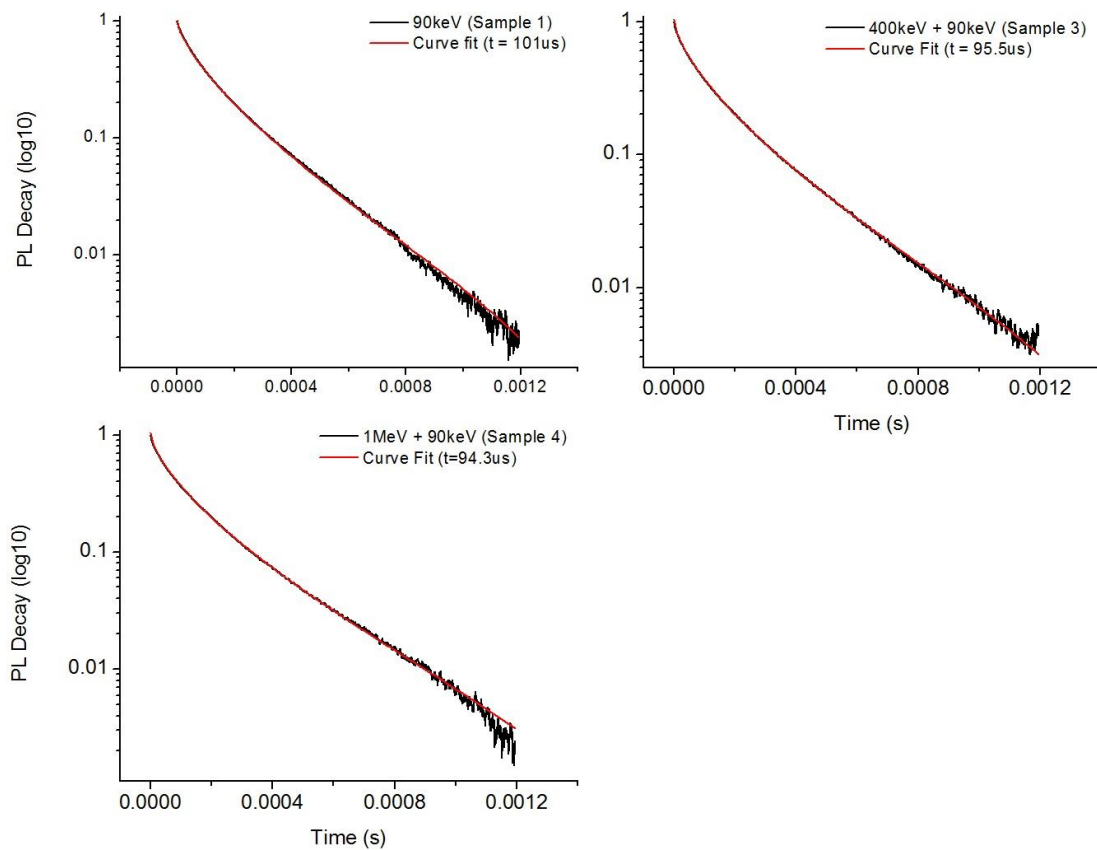 90keV (Sample 1)
Curve fit (t = 101us)
PL Decay (log10)
1
0.1
0.01
0.0000
0.0004
0.0008
0.0012
400keV + 90keV (Sample 3)
Curve Fit (t = 95.5us)
1
0.1
0.01
0.0000
0.0004
0.0008
0.0012
Time (s)
1MeV + 90keV (Sample 4)
Curve Fit (t=94.3us)
PL Decay (log10)
1
0.1
0.01
0.0000
0.0004
0.0008
0.0012
Time (s)